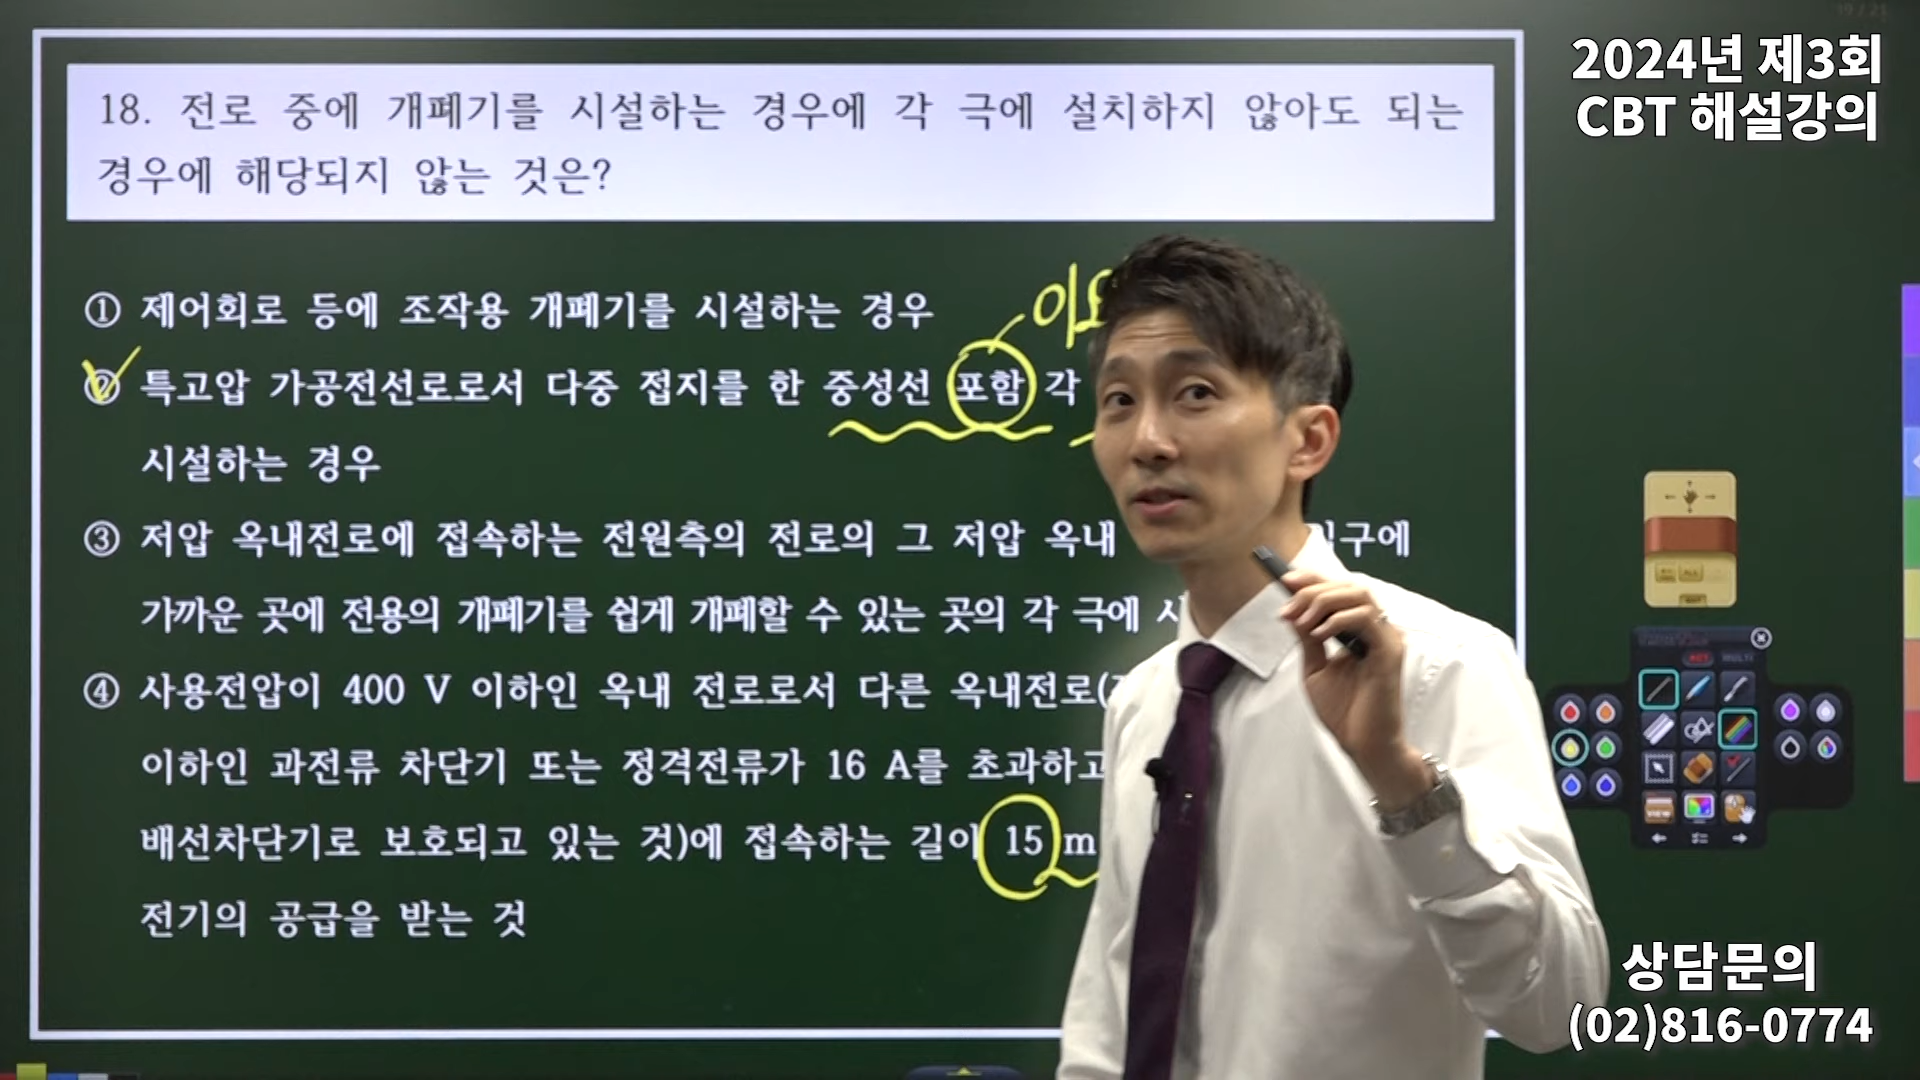 2024년 제3회
CBT 해설강의
18. 전로 중에 개폐기를 시설하는 경우에 각 극에 설치하지 않아도 되는
경우에 해당되지 않는 것은?
① 제어회로 등에 조작용 개폐기를 시설하는 경우
② 특고압 가공전선로로서 다중 접지를 한 중성선 포함 각
시설하는 경우
③ 저압 옥내전로에 접속하는 전원측의 전로의 그 저압 옥내
가까운 곳에 전용의 개폐기를 쉽게 개폐할 수 있는 곳의 각 극에
④ 사용전압이 400 V 이하인 옥내 전로로서 다른 옥내전로(
이하인 과전류 차단기 또는 정격전류가 16 A를 초과하고
배선차단기로 보호되고 있는 것)에 접속하는 길이 15 m
전기의 공급을 받는 것
상담문의
(02)816-0774